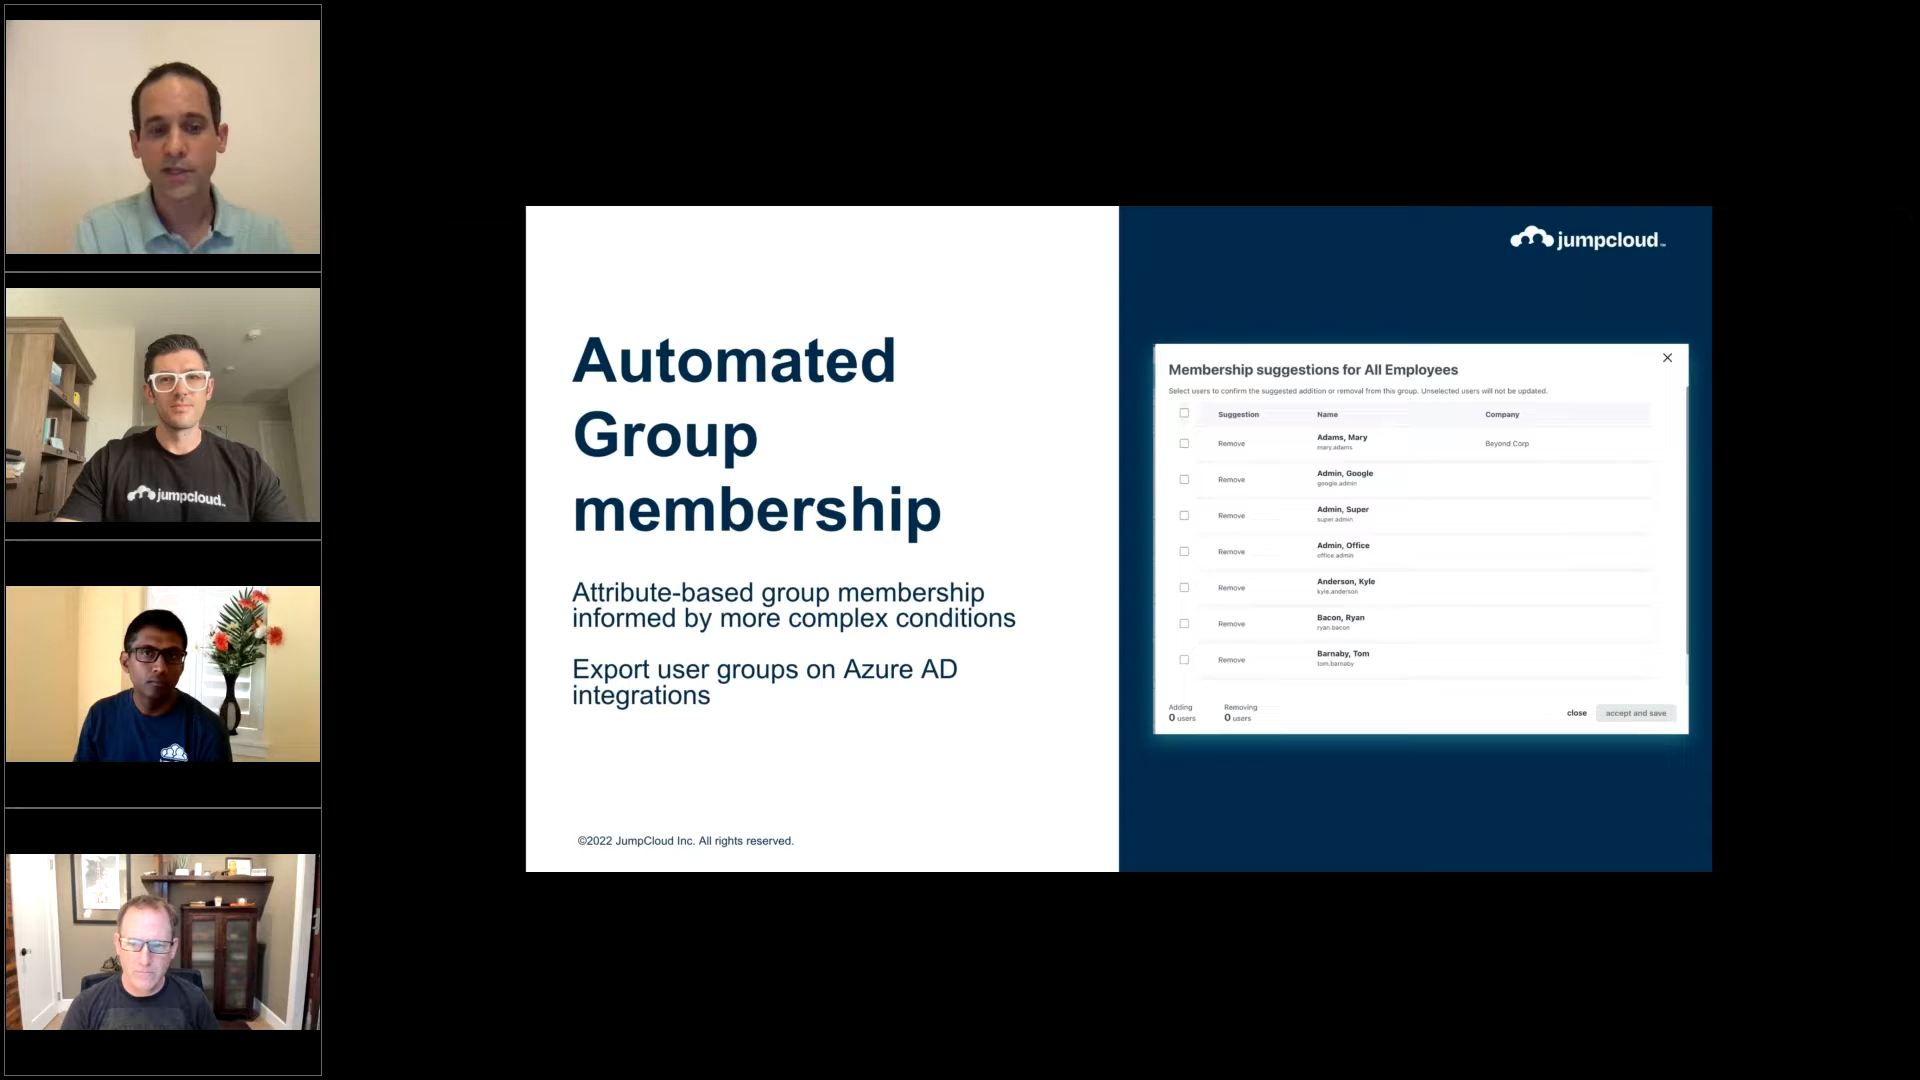 jumpcloud
jumpcloud™
Automated
Group
membership
Attribute-based group membership
informed by more complex conditions
Export user groups on Azure AD
integrations
©2022 JumpCloud Inc. All rights reserved.
Membership suggestions for All Employees
Select users to confirm the suggested addition or removal from this group. Unselected users will not be updated.
Suggestion Name Company
Remove Adams, Mary Beyond Corp
mary.adams
Remove Admin, Google
google.admin
Remove Admin, Super
super.admin
Remove Admin, Office
office.admin
Remove Anderson, Kyle
kyle.anderson
Remove Bacon, Ryan
ryan.bacon
Remove Barnaby, Tom
tom.barnaby
Adding Removing
0 users 0 users close accept and save